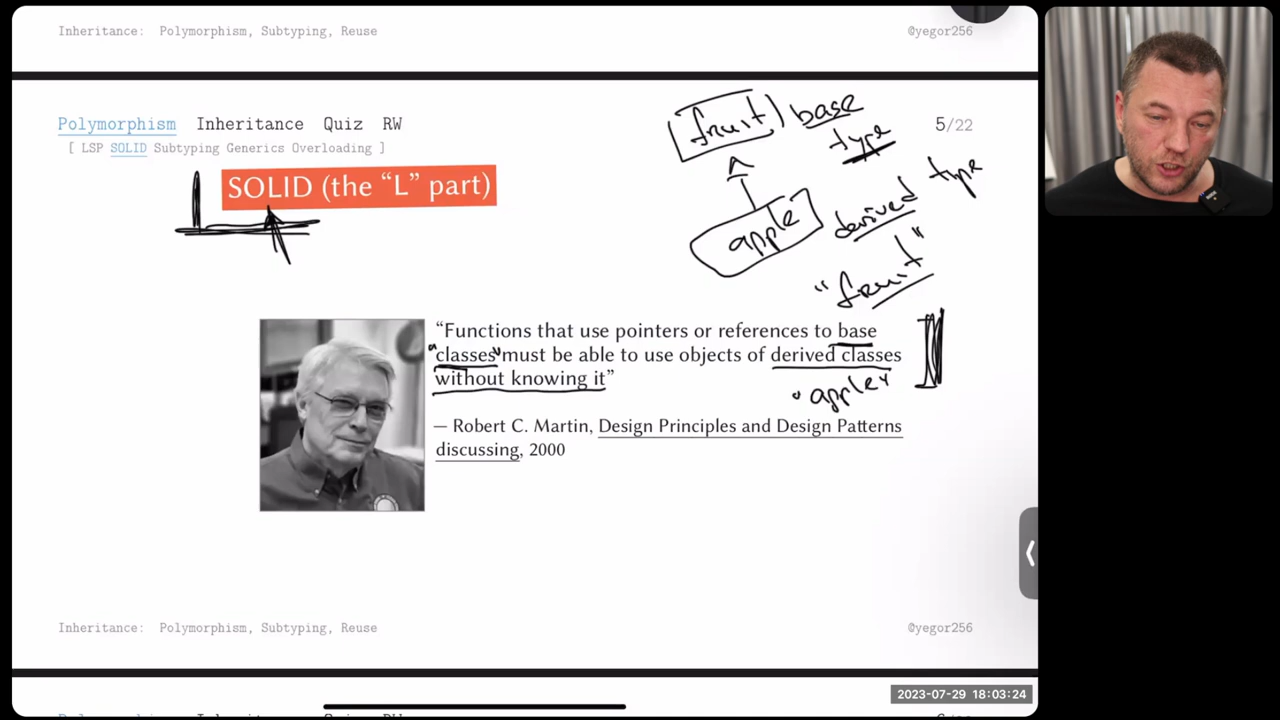 Inheritance: Polymorphism, Subtyping, Reuse
@yegor256
Polymorphism Inheritance Quiz RW
5/22
[ LSP SOLID Subtyping Generics Overloading ]
SOLID (the “L” part)
fruit
base
type
apple
derived type
"fruit"
“Functions that use pointers or references to base
classes must be able to use objects of derived classes
without knowing it”
"apple"
— Robert C. Martin, Design Principles and Design Patterns
discussing, 2000
Inheritance: Polymorphism, Subtyping, Reuse
@yegor256
2023-07-29 18:03:24